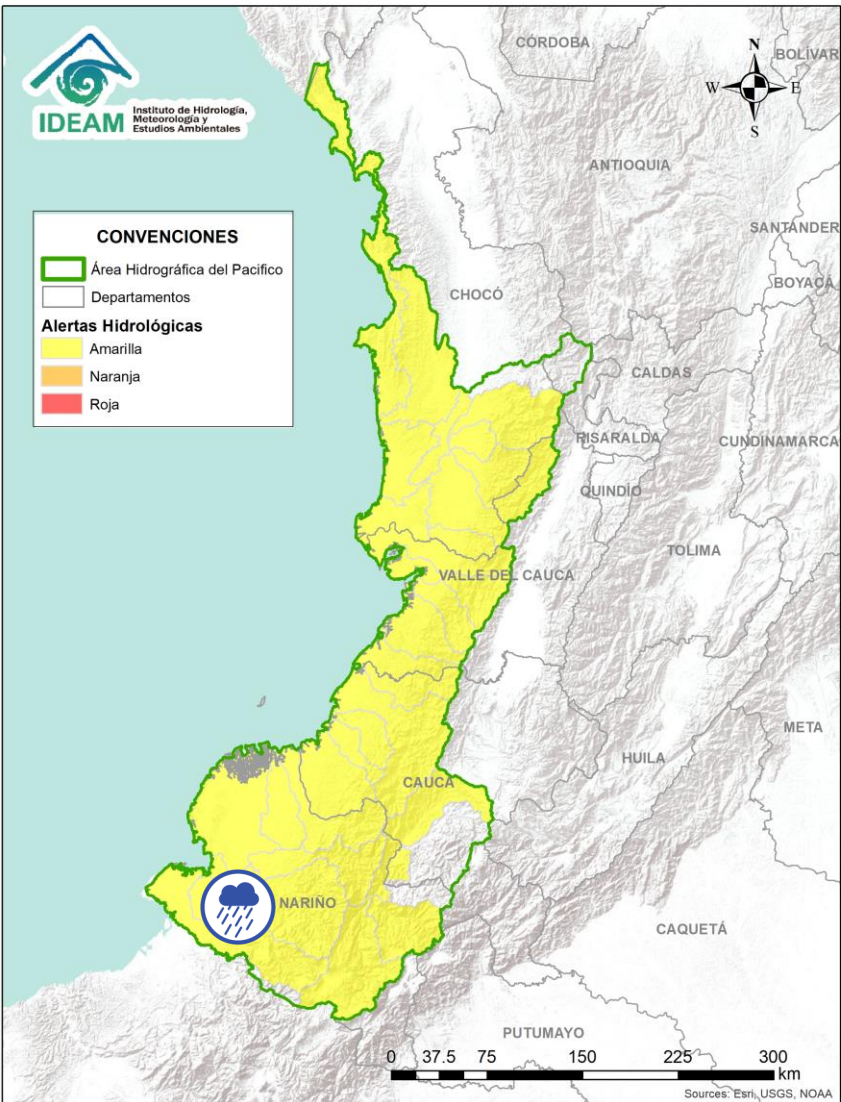 IDEAM
Instituto de Hidrología,
Meteorología y
Estudios Ambientales
N
W
E
S
CÓRDOBA
BOLÍVAR
ANTIOQUIA
SANTANDER
BOYACÁ
CONVENCIONES
Área Hidrográfica del Pacifico
Departamentos
Alertas Hidrológicas
Amarilla
Naranja
Roja
CHOCÓ
CALDAS
RISARALDA
CUNDINAMARCA
QUINDÍO
TOLIMA
VALLE DEL CAUCA
META
HUILA
CAUCA
NARIÑO
CAQUETÁ
PUTUMAYO
0 37.5 75 150 225 300
km
Sources: Esri, USGS, NOAA